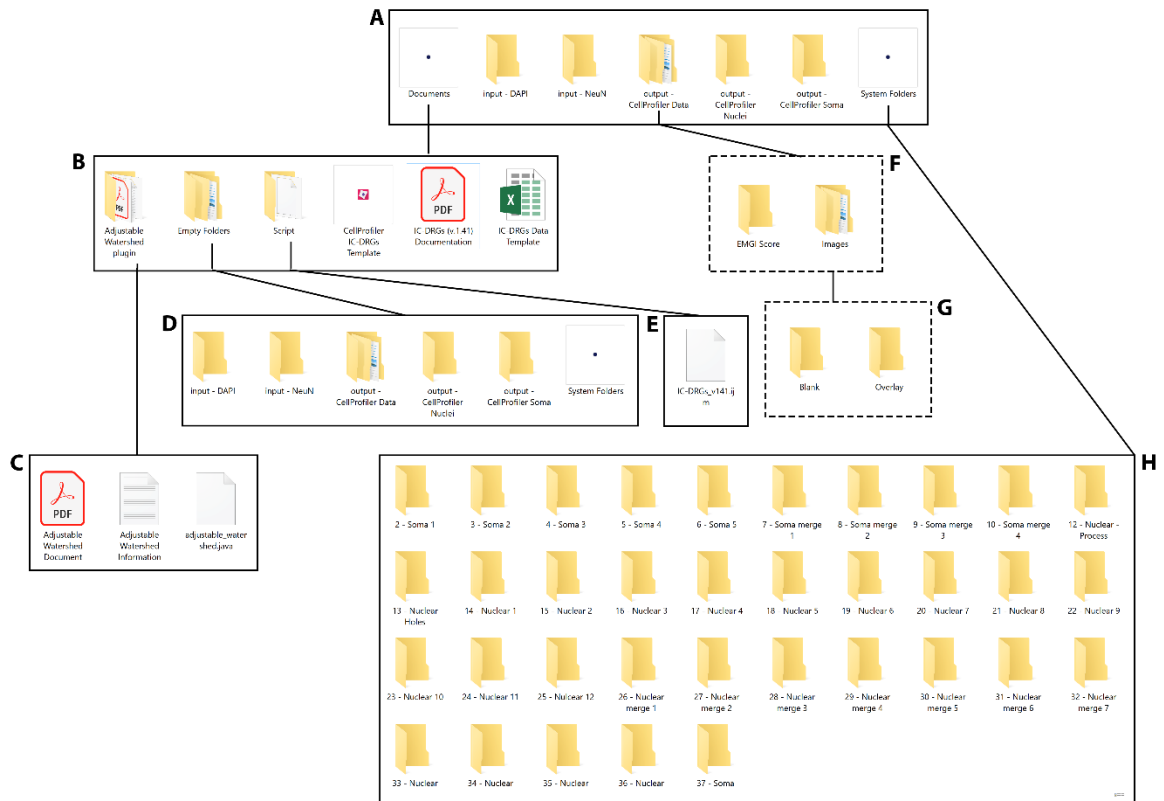 A
Documents
input - DAPI
input - NeuN
output -
CellProfiler Data
output -
CellProfiler
Nuclei
output -
CellProfiler Soma
System Folders
B
PDF
Adjustable
Watershed
plugin
Empty Folders
Script
CellProfiler
IC-DRGs
Template
PDF
IC-DRGs (v.1.41)
Documentation
X
IC-DRGs Data
Template
F
EMGI Score
Images
D
input - DAPI
input - NeuN
output -
CellProfiler Data
output -
CellProfiler
Nuclei
output -
CellProfiler Soma
System Folders
E
IC-DRGs_v141.ij
m
G
Blank
Overlay
C
PDF
Adjustable
Watershed
Document
Adjustable
Watershed
Information
adjustable_water
shed.java
H
2 - Soma 1
3 - Soma 2
4 - Soma 3
5 - Soma 4
6 - Soma 5
7 - Soma merge
1
8 - Soma merge
2
9 - Soma merge
3
10 - Soma merge
4
12 - Nuclear -
Process
13 - Nuclear
Holes
14 - Nuclear 1
15 - Nuclear 2
16 - Nuclear 3
17 - Nuclear 4
18 - Nuclear 5
19 - Nuclear 6
20 - Nuclear 7
21 - Nuclear 8
22 - Nuclear 9
23 - Nuclear 10
24 - Nuclear 11
25 - Nulcear 12
26 - Nuclear
merge 1
27 - Nuclear
merge 2
28 - Nuclear
merge 3
29 - Nuclear
merge 4
30 - Nuclear
merge 5
31 - Nuclear
merge 6
32 - Nuclear
merge 7
33 - Nuclear
34 - Nuclear
35 - Nuclear
36 - Nuclear
37 - Soma